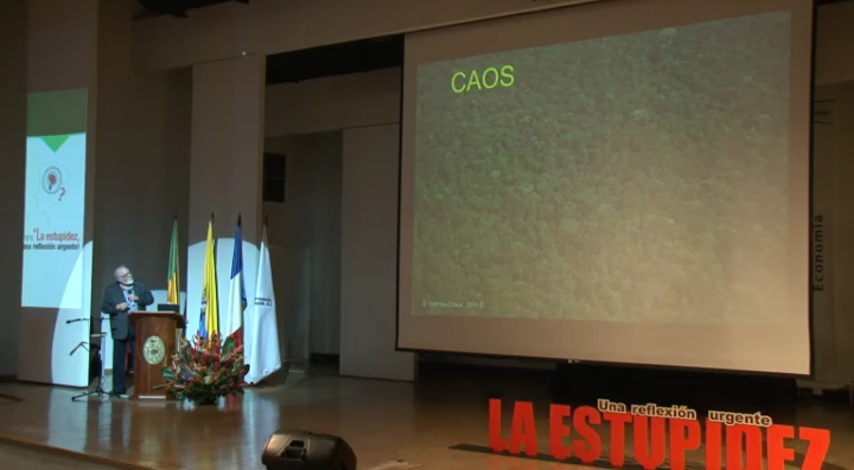 CAOS
?
"La estupidez,
una reflexión urgente!
Economía
Una reflexión urgente
LA ESTUPIDEZ